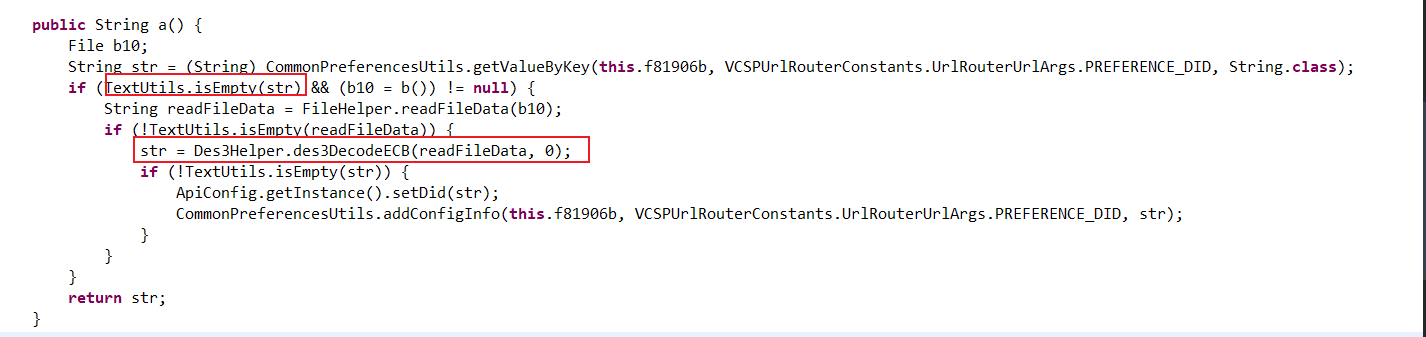 public String a() {
File b10;
String str = (String) CommonPreferencesUtils.getValueByKey(this.f81906b, VCSPUrlRouterConstants.UrlRouterUrlArgs.PREFERENCE_DID, String.class);
if (TextUtils.isEmpty(str) && (b10 = b()) != null) {
String readFileData = FileHelper.readFileData(b10);
if (!TextUtils.isEmpty(readFileData)) {
str = Des3Helper.des3DecodeECB(readFileData, 0);
if (!TextUtils.isEmpty(str)) {
ApiConfig.getInstance().setDid(str);
CommonPreferencesUtils.addConfigInfo(this.f81906b, VCSPUrlRouterConstants.UrlRouterUrlArgs.PREFERENCE_DID, str);
}
}
}
return str;
}